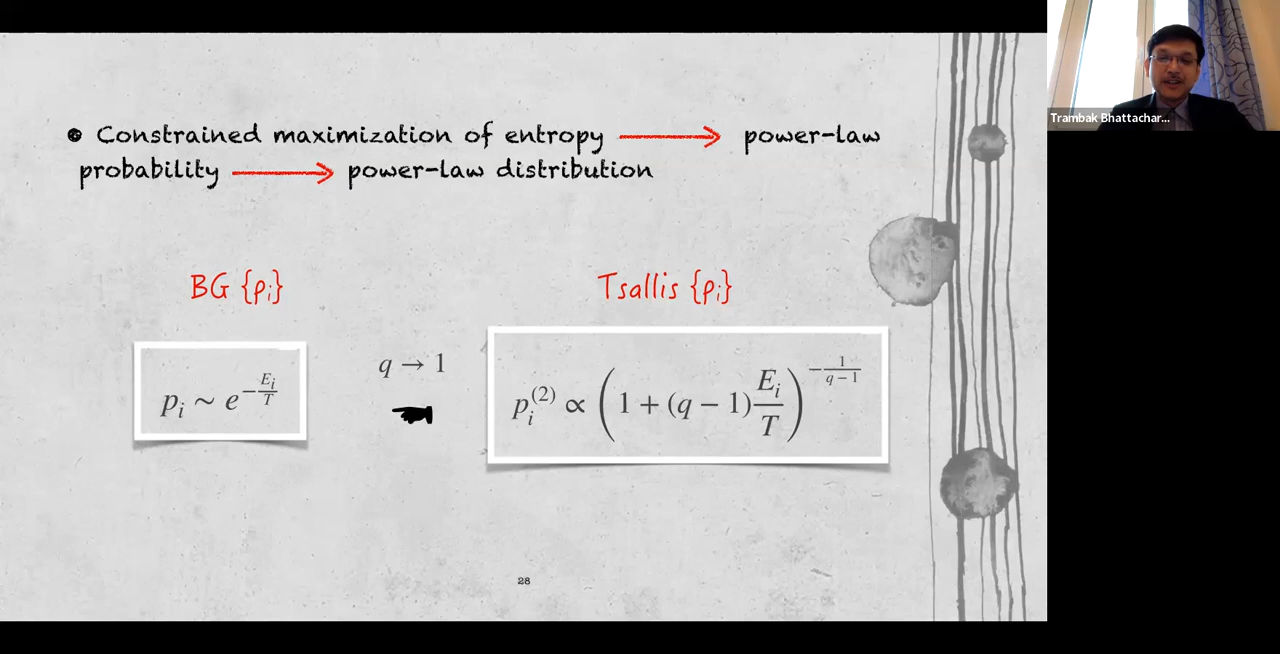 Constrained maximization of entropy → power-law
probability → power-law distribution
BG {pᵢ}
Tsallis {pᵢ}
pᵢ ∼ e^{-Eᵢ/T}
q → 1
pᵢ⁽²⁾ ∝ (1 + (q − 1) Eᵢ/T)^{-1/(q−1)}
28
Trambak Bhattachar...